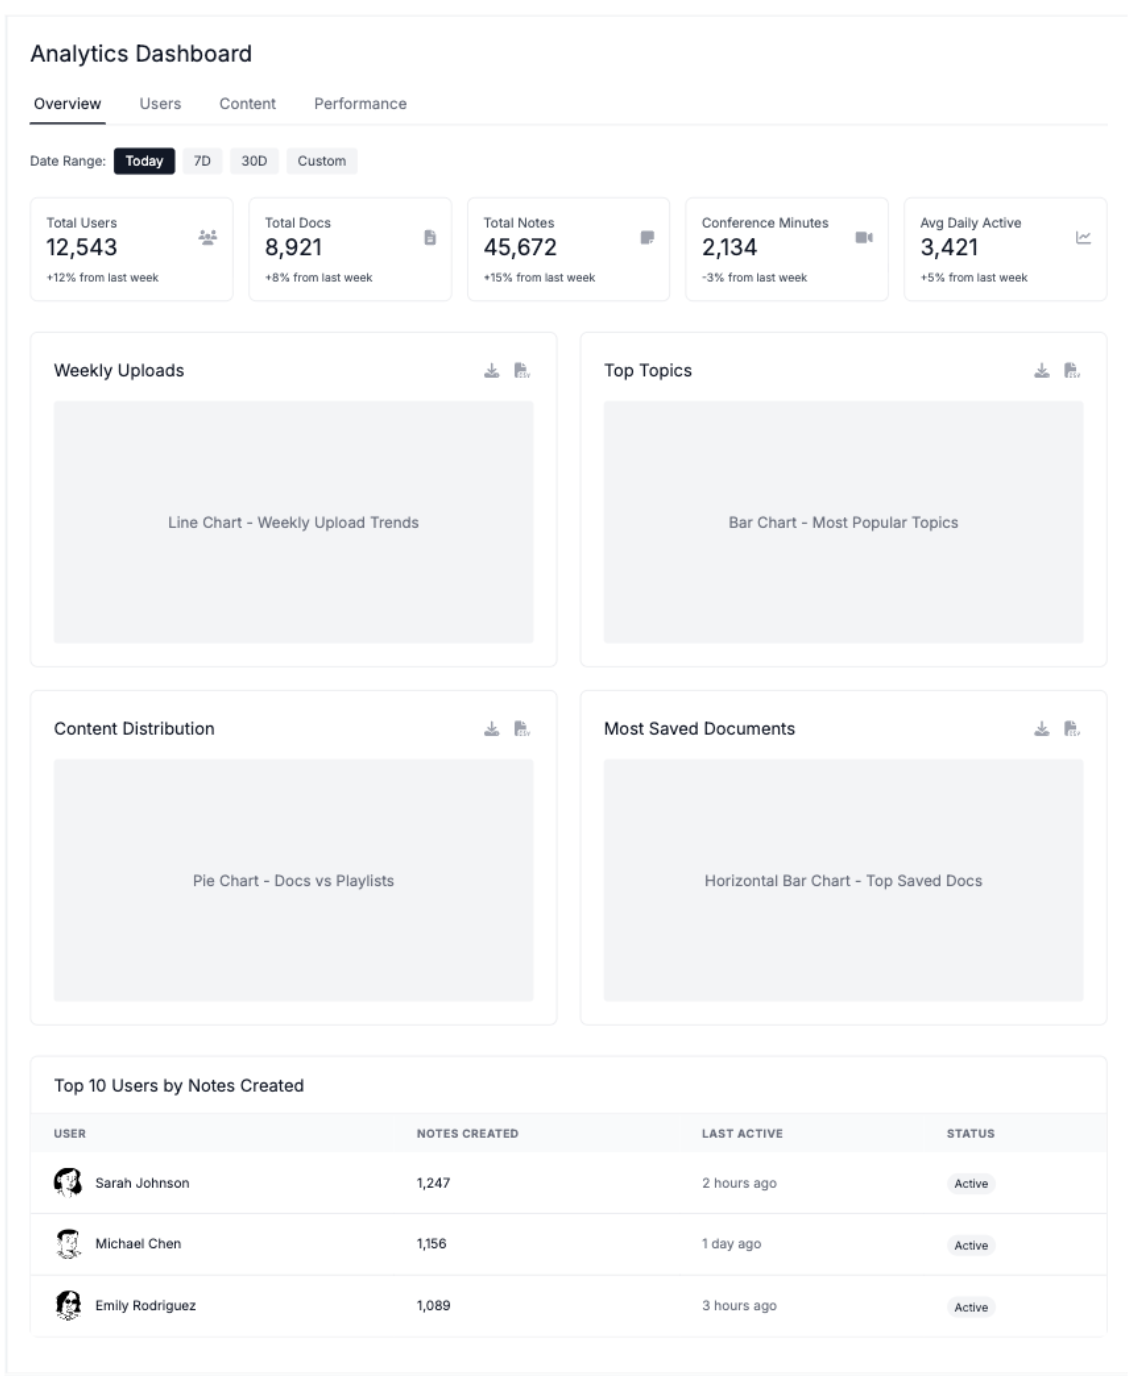 Analytics Dashboard
Overview Users Content Performance
Date Range: Today 7D 30D Custom
Total Users
12,543
+12% from last week
Total Docs
8,921
+8% from last week
Total Notes
45,672
+15% from last week
Conference Minutes
2,134
-3% from last week
Avg Daily Active
3,421
+5% from last week
Weekly Uploads
Line Chart - Weekly Upload Trends
Top Topics
Bar Chart - Most Popular Topics
Content Distribution
Pie Chart - Docs vs Playlists
Most Saved Documents
Horizontal Bar Chart - Top Saved Docs
Top 10 Users by Notes Created
USER NOTES CREATED LAST ACTIVE STATUS
Sarah Johnson 1,247 2 hours ago Active
Michael Chen 1,156 1 day ago Active
Emily Rodriguez 1,089 3 hours ago Active